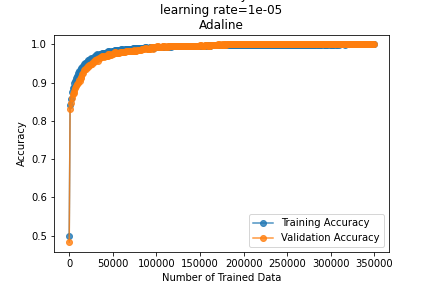 learning rate=1e-05
Adaline
1.0
0.9
0.8
0.7
0.6
0.5
Accuracy
Training Accuracy
Validation Accuracy
0 50000 100000 150000 200000 250000 300000 350000
Number of Trained Data